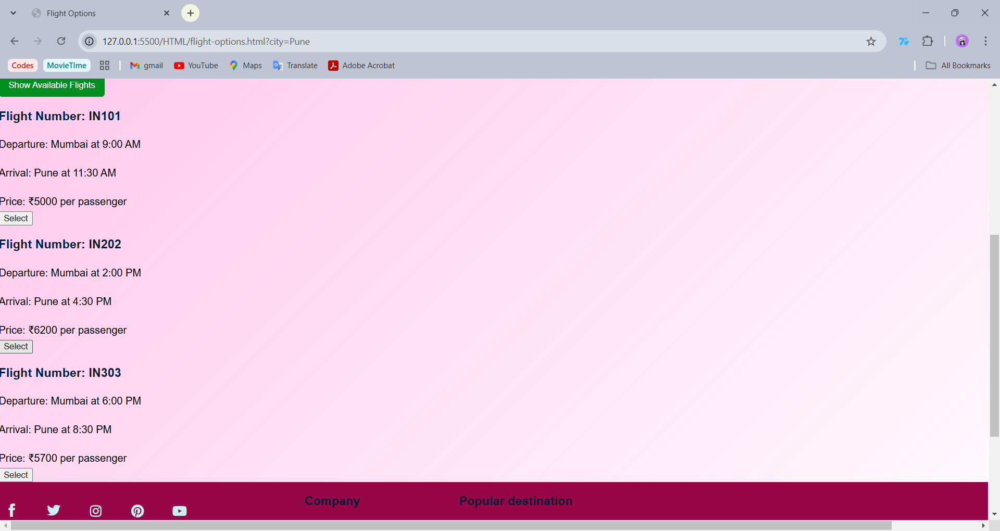 Flight Options
127.0.0.1:5500/HTML/flight-options.html?city=Pune
Codes MovieTime gmail YouTube Maps Translate Adobe Acrobat All Bookmarks
Show Available Flights
Flight Number: IN101
Departure: Mumbai at 9:00 AM
Arrival: Pune at 11:30 AM
Price: ₹5000 per passenger
Select
Flight Number: IN202
Departure: Mumbai at 2:00 PM
Arrival: Pune at 4:30 PM
Price: ₹6200 per passenger
Select
Flight Number: IN303
Departure: Mumbai at 6:00 PM
Arrival: Pune at 8:30 PM
Price: ₹5700 per passenger
Select
Company Popular destination